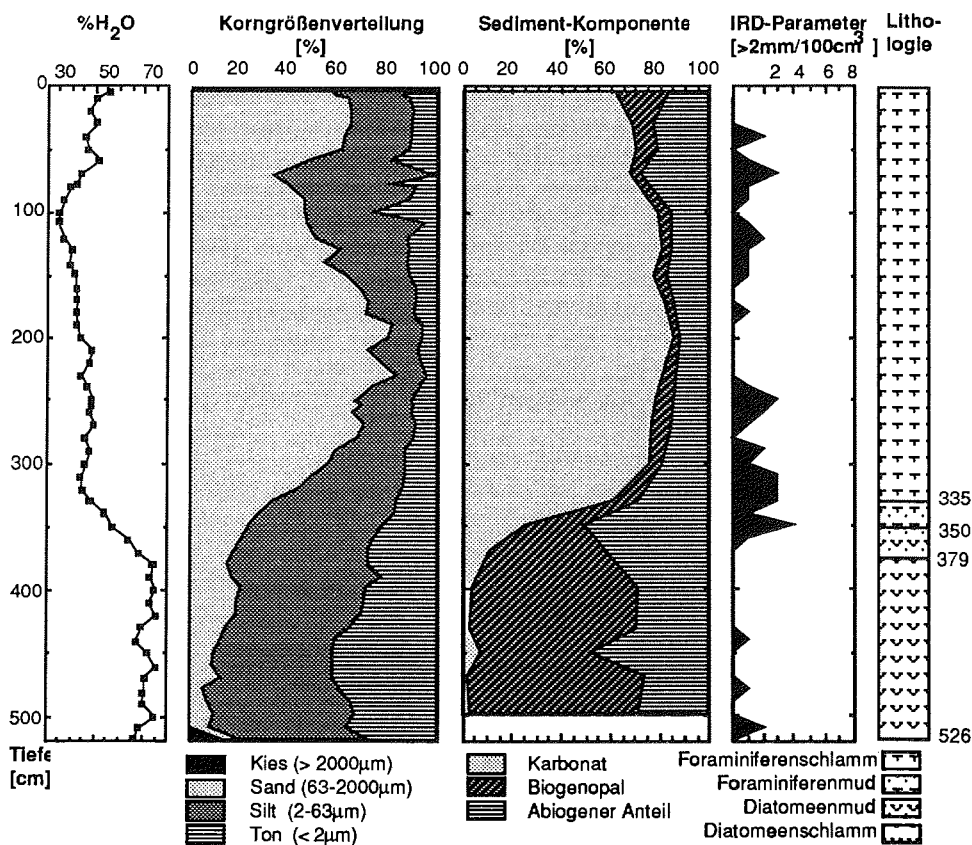 %H2O
Korngrößenverteilung
[%]
Sediment-Komponente
[%]
IRD-Parameter
[>2mm/100cm3 ]
Litho-
logie
30 50 70
0 20 40 60 80 100
0 20 40 60 80 100
2 4 6 8
0
100
200
300
400
500
Tiefe
[cm]
335
350
379
526
Kies (> 2000µm)
Sand (63-2000µm)
Silt (2-63µm)
Ton (< 2µm)
Karbonat
Biogenopal
Abiogener Anteil
Foraminiferenschlamm
Foraminiferenmud
Diatomeenmud
Diatomeenschlamm